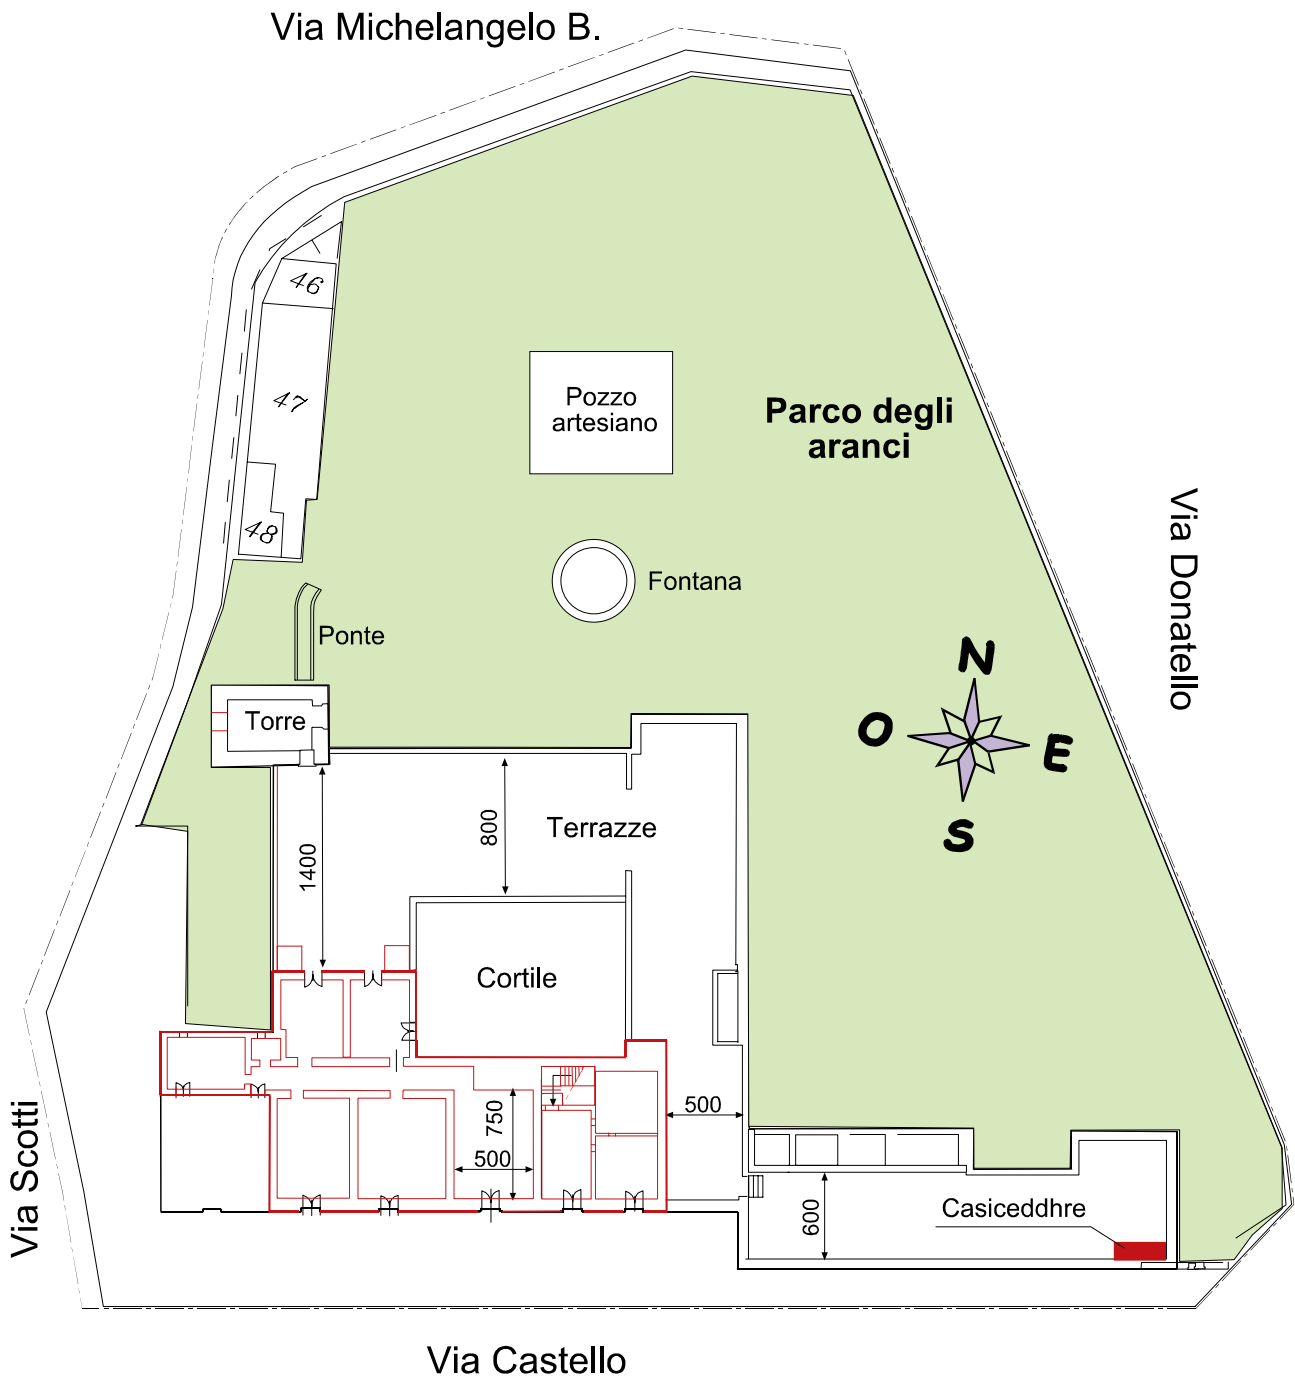 Via Michelangelo B.
46
47
48
Pozzo
artesiano
Parco degli
aranci
Via Donatello
Fontana
Ponte
N
O
E
S
Torre
Terrazze
800
1400
Cortile
Via Scotti
750
500
500
600
Casiceddhre
Via Castello